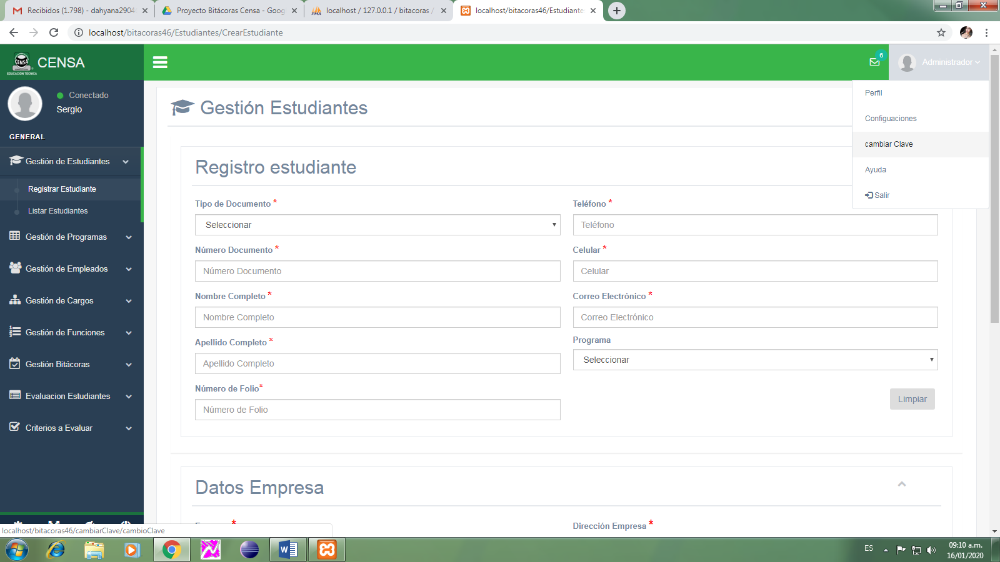 Recibidos (1.798) - dahyana2904
Proyecto Bitácoras Censa - Goog
localhost / 127.0.0.1 / bitacoras /
localhost/bitacoras46/Estudiante
localhost/bitacoras46/Estudiantes/CrearEstudiante
CENSA
EDUCACIÓN TÉCNICA
CENSA
6
Administrador
Conectado
Sergio
GENERAL
Gestión de Estudiantes
Registrar Estudiante
Listar Estudiantes
Gestión de Programas
Gestión de Empleados
Gestión de Cargos
Gestión de Funciones
Gestión Bitácoras
Evaluacion Estudiantes
Criterios a Evaluar
Perfil
Configuaciones
cambiar Clave
Ayuda
Salir
Gestión Estudiantes
Registro estudiante
Tipo de Documento *
Seleccionar
Número Documento *
Número Documento
Nombre Completo *
Nombre Completo
Apellido Completo *
Apellido Completo
Número de Folio*
Número de Folio
Teléfono *
Teléfono
Celular *
Celular
Correo Electrónico *
Correo Electrónico
Programa
Seleccionar
Limpiar
Datos Empresa
Dirección Empresa *
localhost/bitacoras46/cambiarClave/cambioClave
ES
09:10 a.m.
16/01/2020